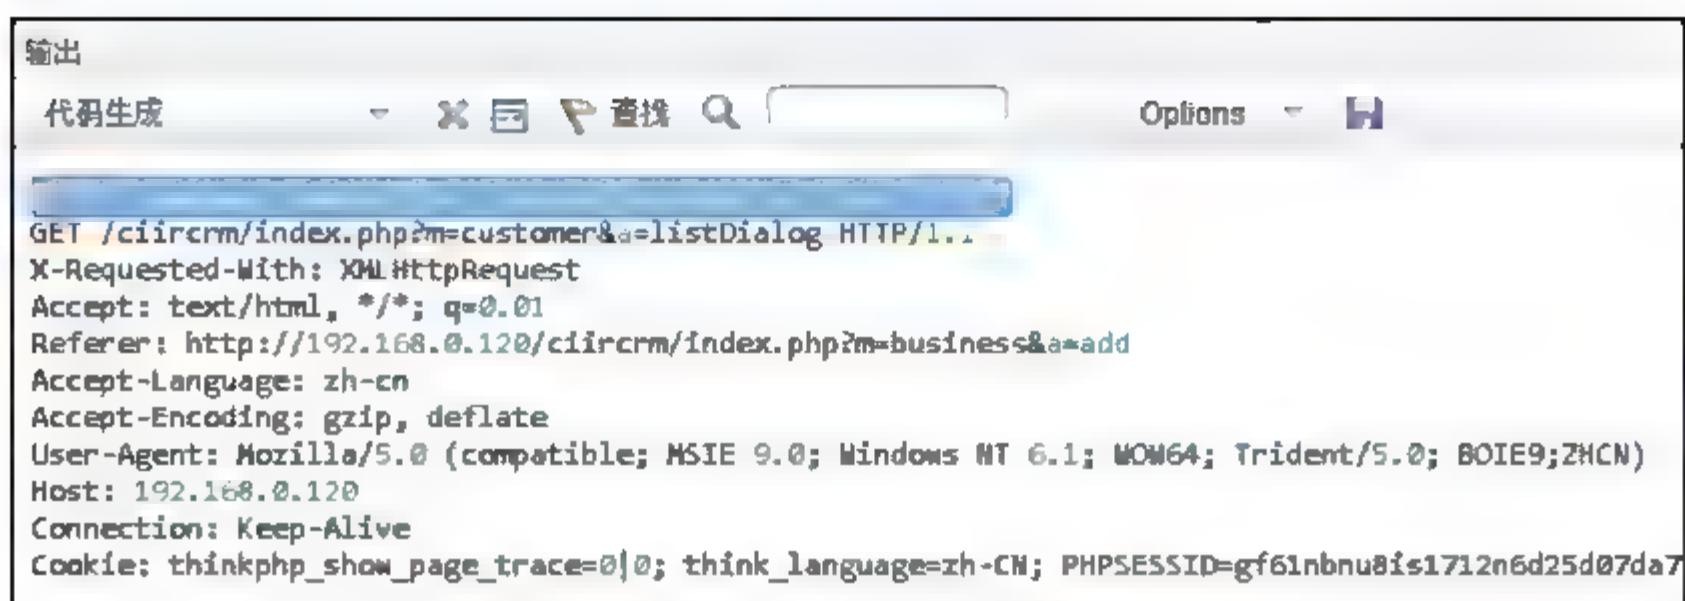 输出
代码生成 查找 Options
GET /ciircrm/index.php?m=customer&a=listDialog HTTP/1.1
X-Requested-With: XMLHttpRequest
Accept: text/html, */*; q=0.01
Referer: http://192.168.0.120/ciircrm/index.php?m=business&a=add
Accept-Language: zh-cn
Accept-Encoding: gzip, deflate
User-Agent: Mozilla/5.0 (compatible; MSIE 9.0; Windows NT 6.1; WOW64; Trident/5.0; BOIE9;ZHCN)
Host: 192.168.0.120
Connection: Keep-Alive
Cookie: thinkphp_show_page_trace=0|0; think_language=zh-CN; PHPSESSID=gf61nbnu8is1712n6d25d07da7